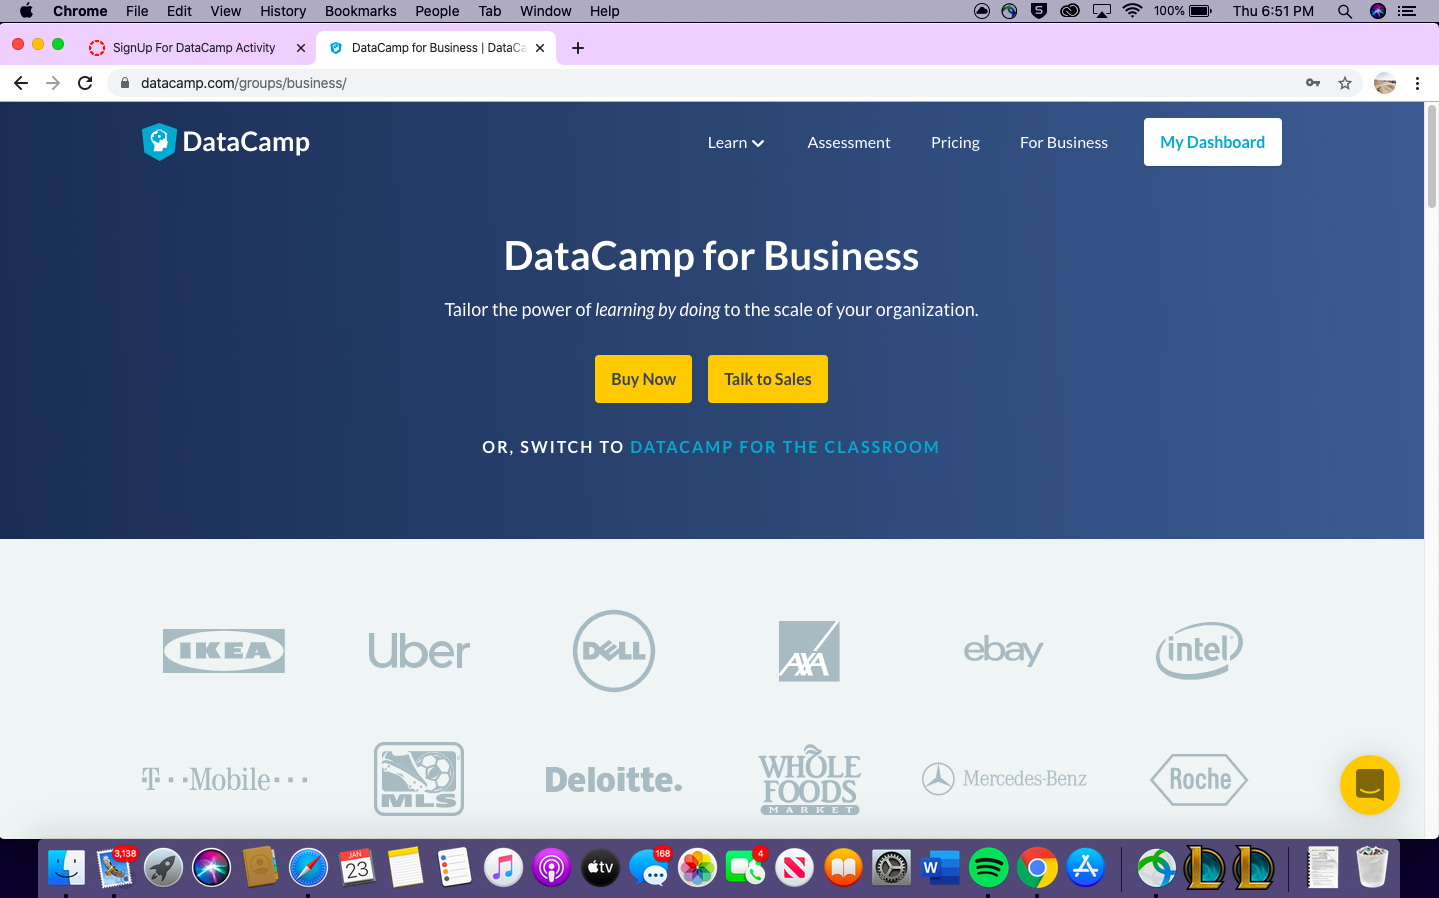 Chrome File Edit View History Bookmarks People Tab Window Help 100% Thu 6:51 PM
SignUp For DataCamp Activity DataCamp for Business | DataCa
datacamp.com/groups/business/
DataCamp Learn Assessment Pricing For Business My Dashboard
DataCamp for Business
Tailor the power of learning by doing to the scale of your organization.
Buy Now Talk to Sales
OR, SWITCH TO DATACAMP FOR THE CLASSROOM
IKEA Uber DELL AXA ebay intel
T··Mobile··· MLS Deloitte. WHOLE FOODS MARKET Mercedes-Benz Roche
3,138 JAN 23 tv 168 4 W